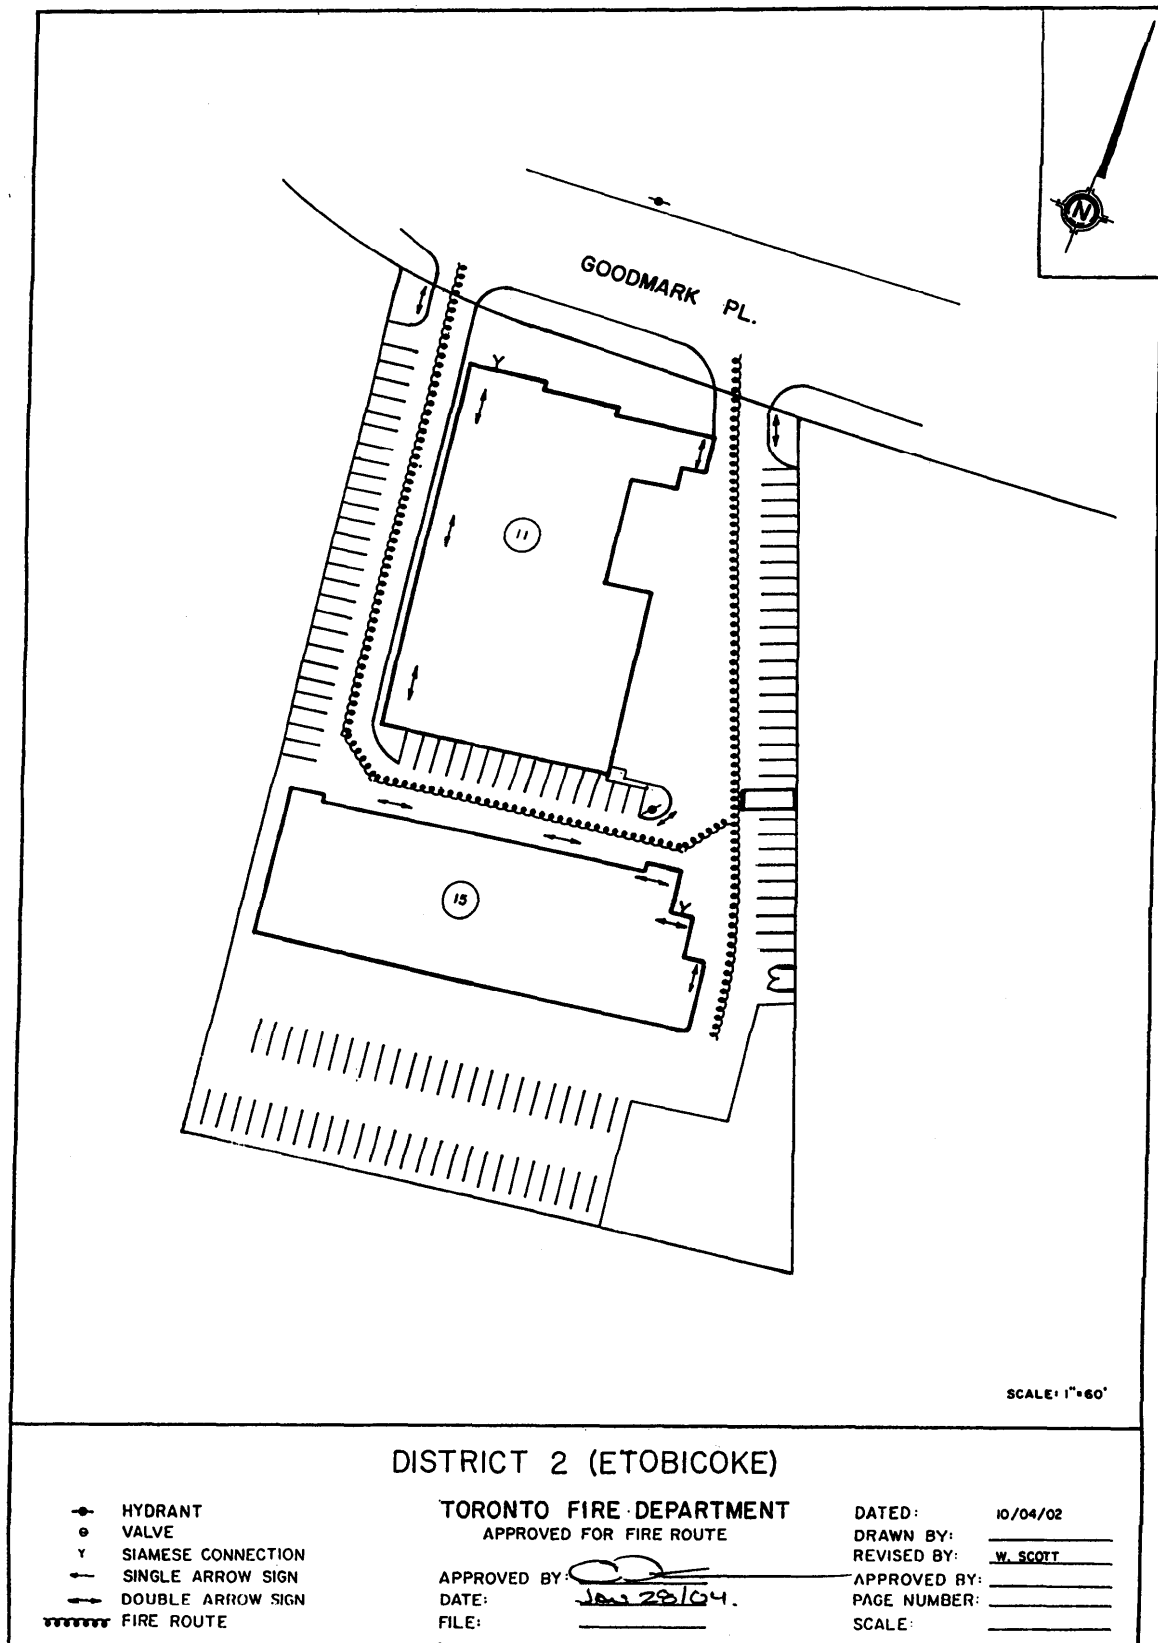 N
GOODMARK PL.
Y
11
15
Y
SCALE: 1"=60'
DISTRICT 2 (ETOBICOKE)
HYDRANT
VALVE
Y SIAMESE CONNECTION
SINGLE ARROW SIGN
DOUBLE ARROW SIGN
FIRE ROUTE
TORONTO FIRE DEPARTMENT
APPROVED FOR FIRE ROUTE
APPROVED BY:
DATE: Jan 28/04.
FILE:
DATED: 10/04/02
DRAWN BY:
REVISED BY: W. SCOTT
APPROVED BY:
PAGE NUMBER:
SCALE: